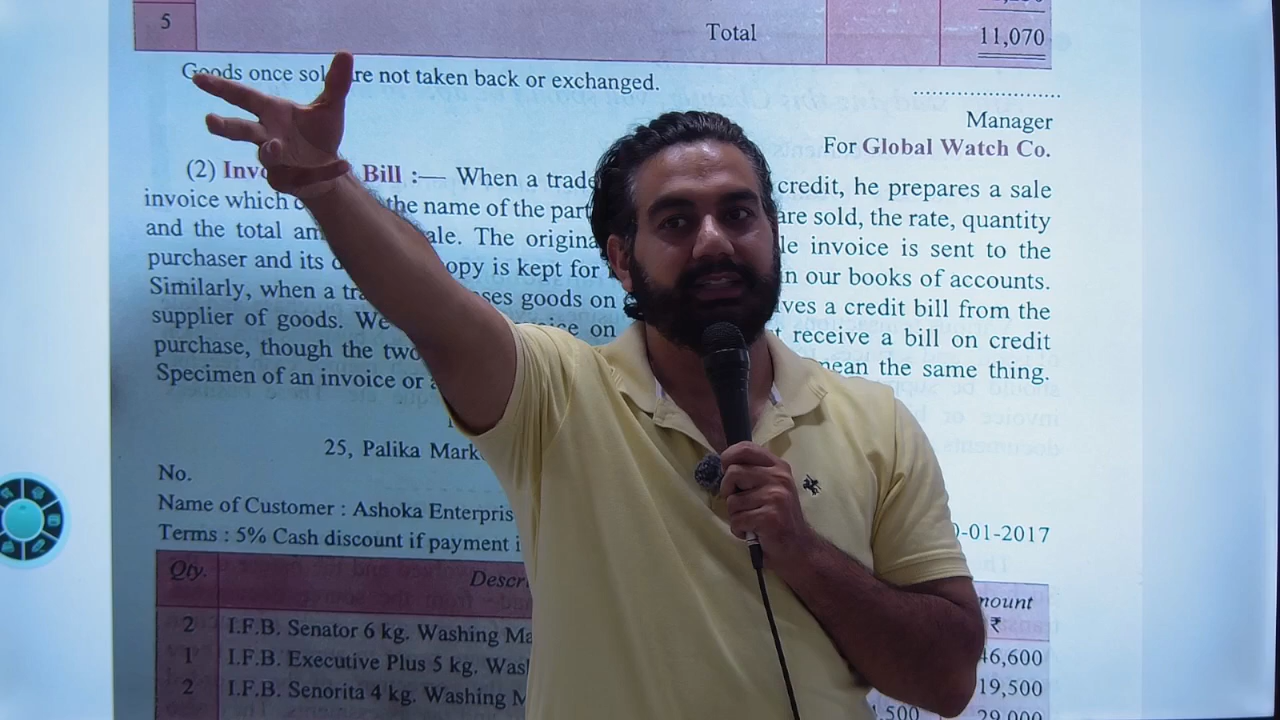 5 Total 11,070
Goods once sol are not taken back or exchanged.
Manager
For Global Watch Co.
(2) Bill :— When a trade credit, he prepares a sale
invoice which the name of the part are sold, the rate, quantity
and the total ale. The origina le invoice is sent to the
purchaser and its opy is kept for in our books of accounts.
Similarly, when a tra ses goods on ves a credit bill from the
supplier of goods. We on receive a bill on credit
purchase, though the two mean the same thing.
Specimen of an invoice or
25, Palika Mark
No.
Name of Customer : Ashoka Enterpris -01-2017
Terms : 5% Cash discount if payment i
Qty. Descr mount
₹
2 I.F.B. Senator 6 kg. Washing Ma 46,600
1 I.F.B. Executive Plus 5 kg. Was 19,500
2 I.F.B. Senorita 4 kg. Washing M ,500 29,000